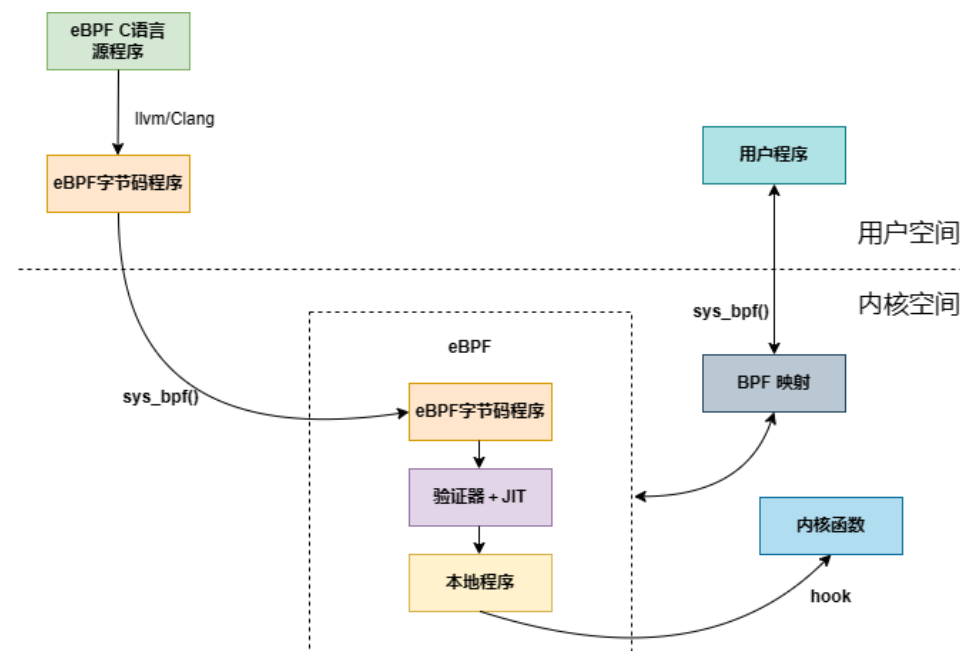 eBPF C语言
源程序
llvm/Clang
eBPF字节码程序
用户程序
用户空间
内核空间
sys_bpf()
eBPF
BPF 映射
sys_bpf()
eBPF字节码程序
验证器 + JIT
内核函数
本地程序
hook